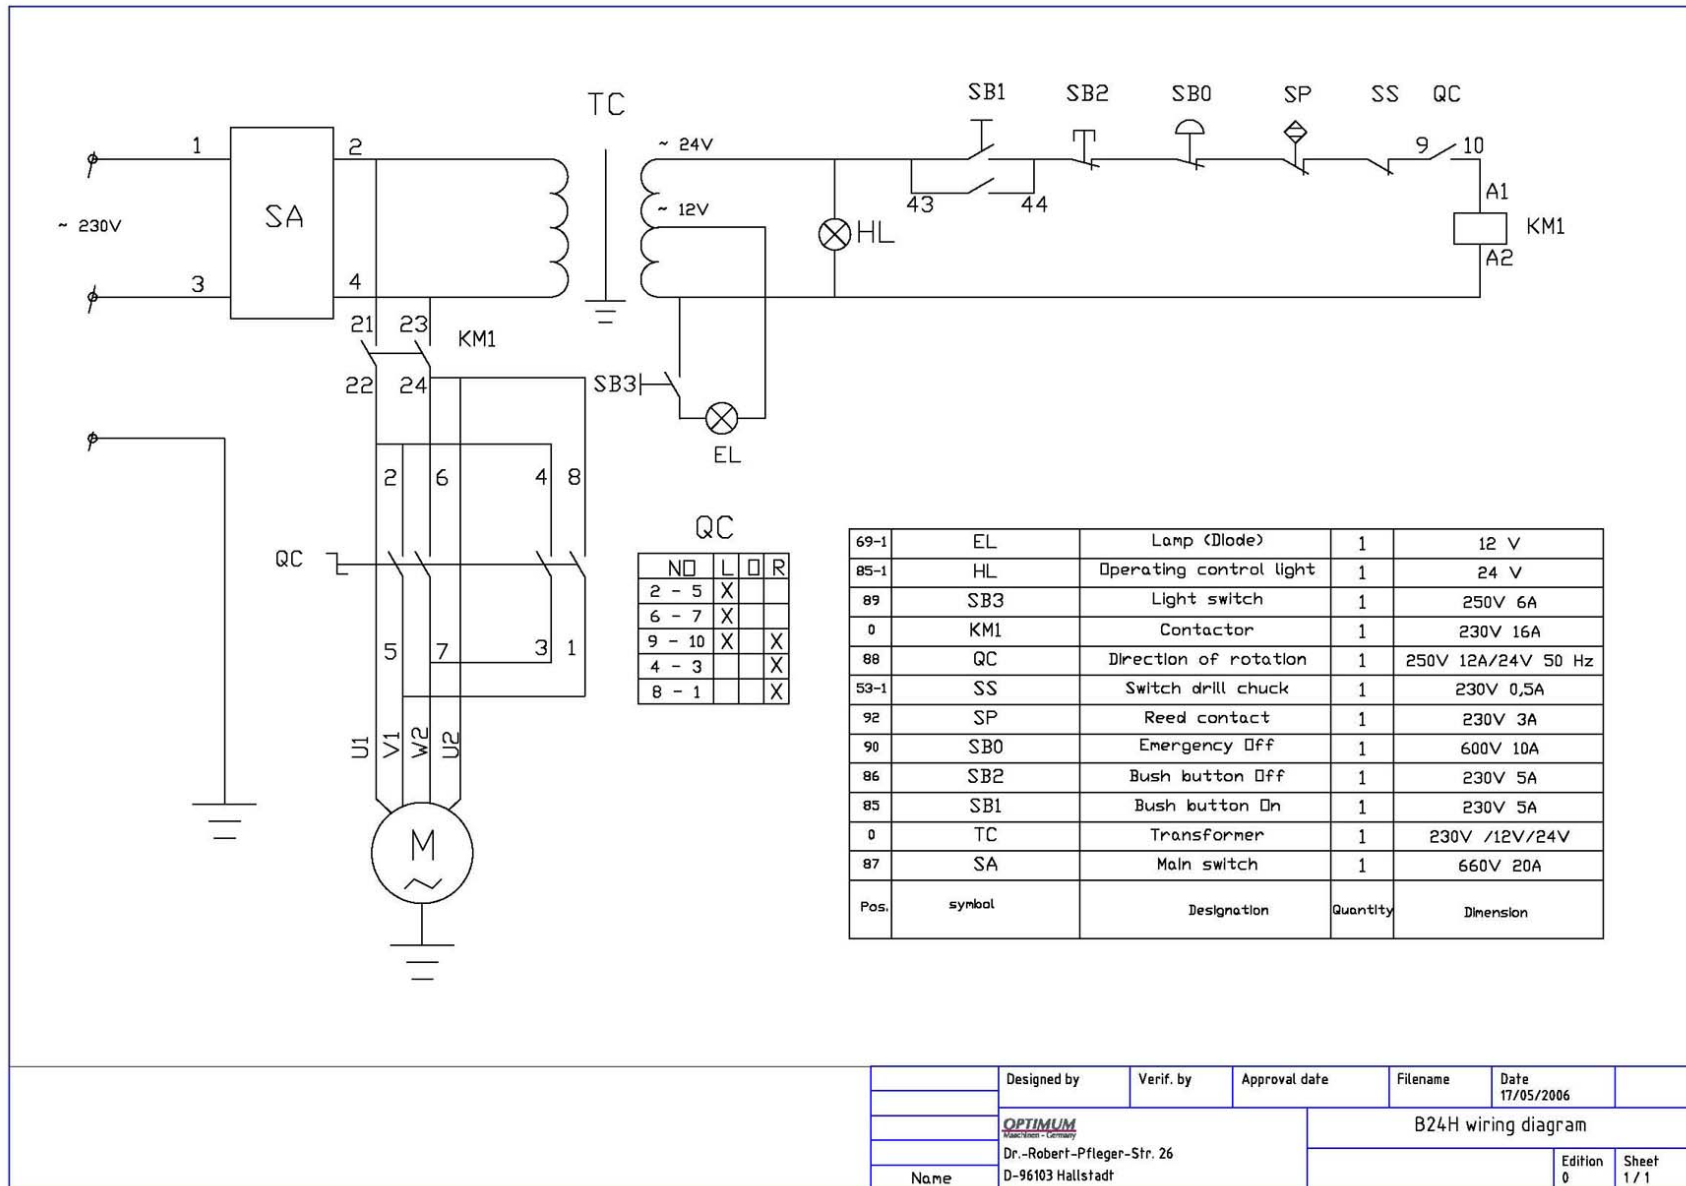 TC
SB1 SB2 SB0 SP SS QC
1 2 ~ 24V 9 10
SA
~ 230V
~ 12V
43 44
HL
A1
KM1
A2
3 4
21 23
KM1
22 24
SB3
EL
2 6 4 8
QC
5 7 3 1
U1 V1 W2 U2
M
~
QC
NO L O R
2 - 5 X
6 - 7 X
9 - 10 X X
4 - 3 X
8 - 1 X
69-1 EL Lamp (Diode) 1 12 V
85-1 HL Operating control light 1 24 V
89 SB3 Light switch 1 250V 6A
0 KM1 Contactor 1 230V 16A
88 QC Direction of rotation 1 250V 12A/24V 50 Hz
53-1 SS Switch drill chuck 1 230V 0,5A
92 SP Reed contact 1 230V 3A
90 SB0 Emergency Off 1 600V 10A
86 SB2 Bush button Off 1 230V 5A
85 SB1 Bush button On 1 230V 5A
0 TC Transformer 1 230V /12V/24V
87 SA Main switch 1 660V 20A
Pos. symbol Designation Quantity Dimension
Designed by Verif. by Approval date Filename Date
17/05/2006
OPTIMUM
Maschinen - Germany
B24H wiring diagram
Dr.-Robert-Pfleger-Str. 26
D-96103 Hallstadt
Name
Edition
0
Sheet
1 / 1